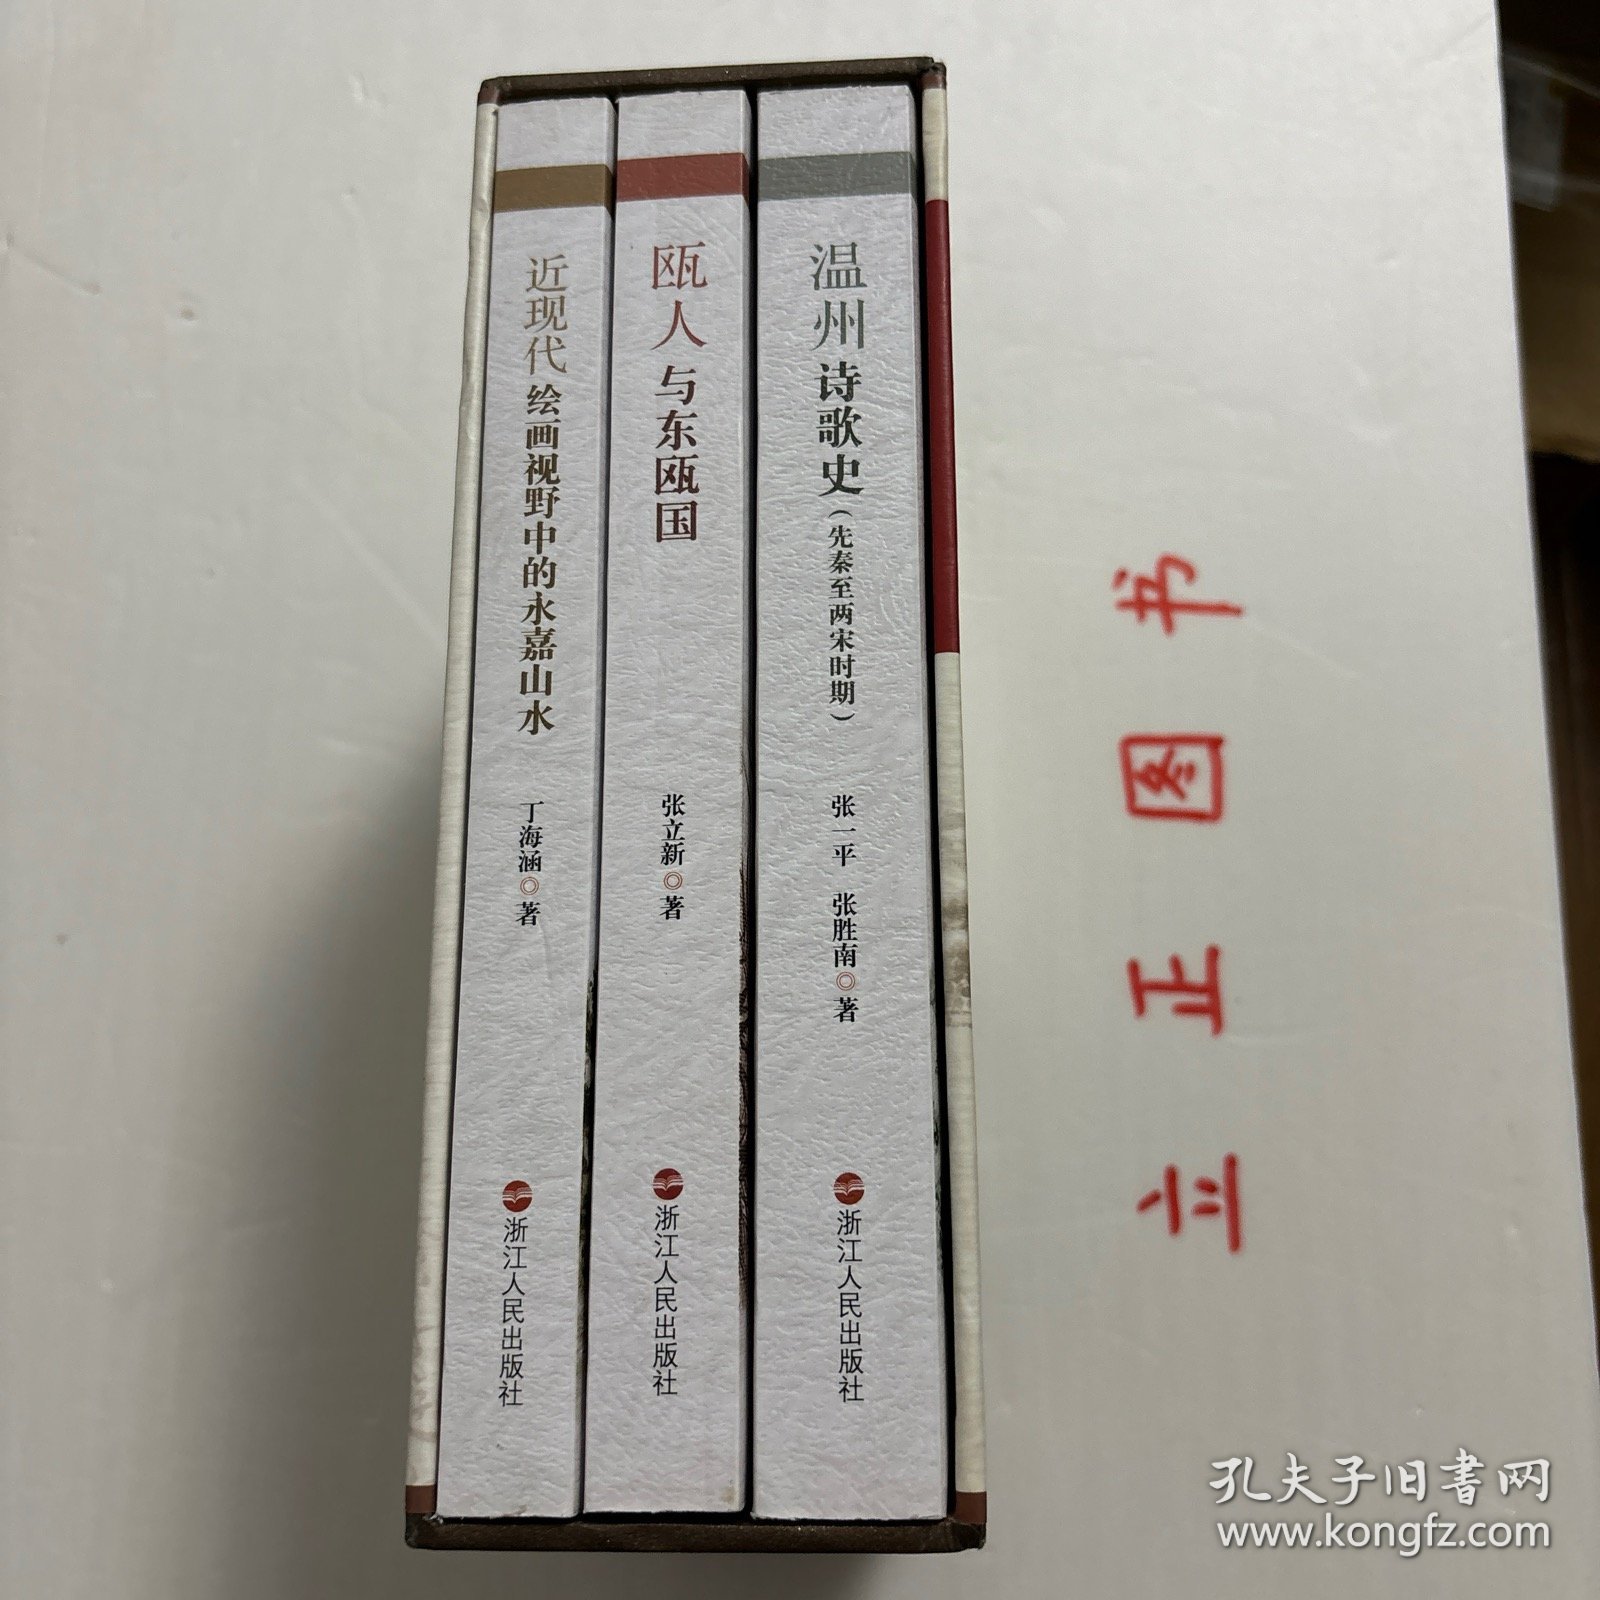 近现代绘画视野中的永嘉山水
丁海涵◎著
浙江人民出版社
瓯人与东瓯国
张立新◎著
浙江人民出版社
温州诗歌史(先秦至两宋时期)
张一平 张胜南◎著
浙江人民出版社
立正图书
孔夫子旧书网
www.kongfz.com